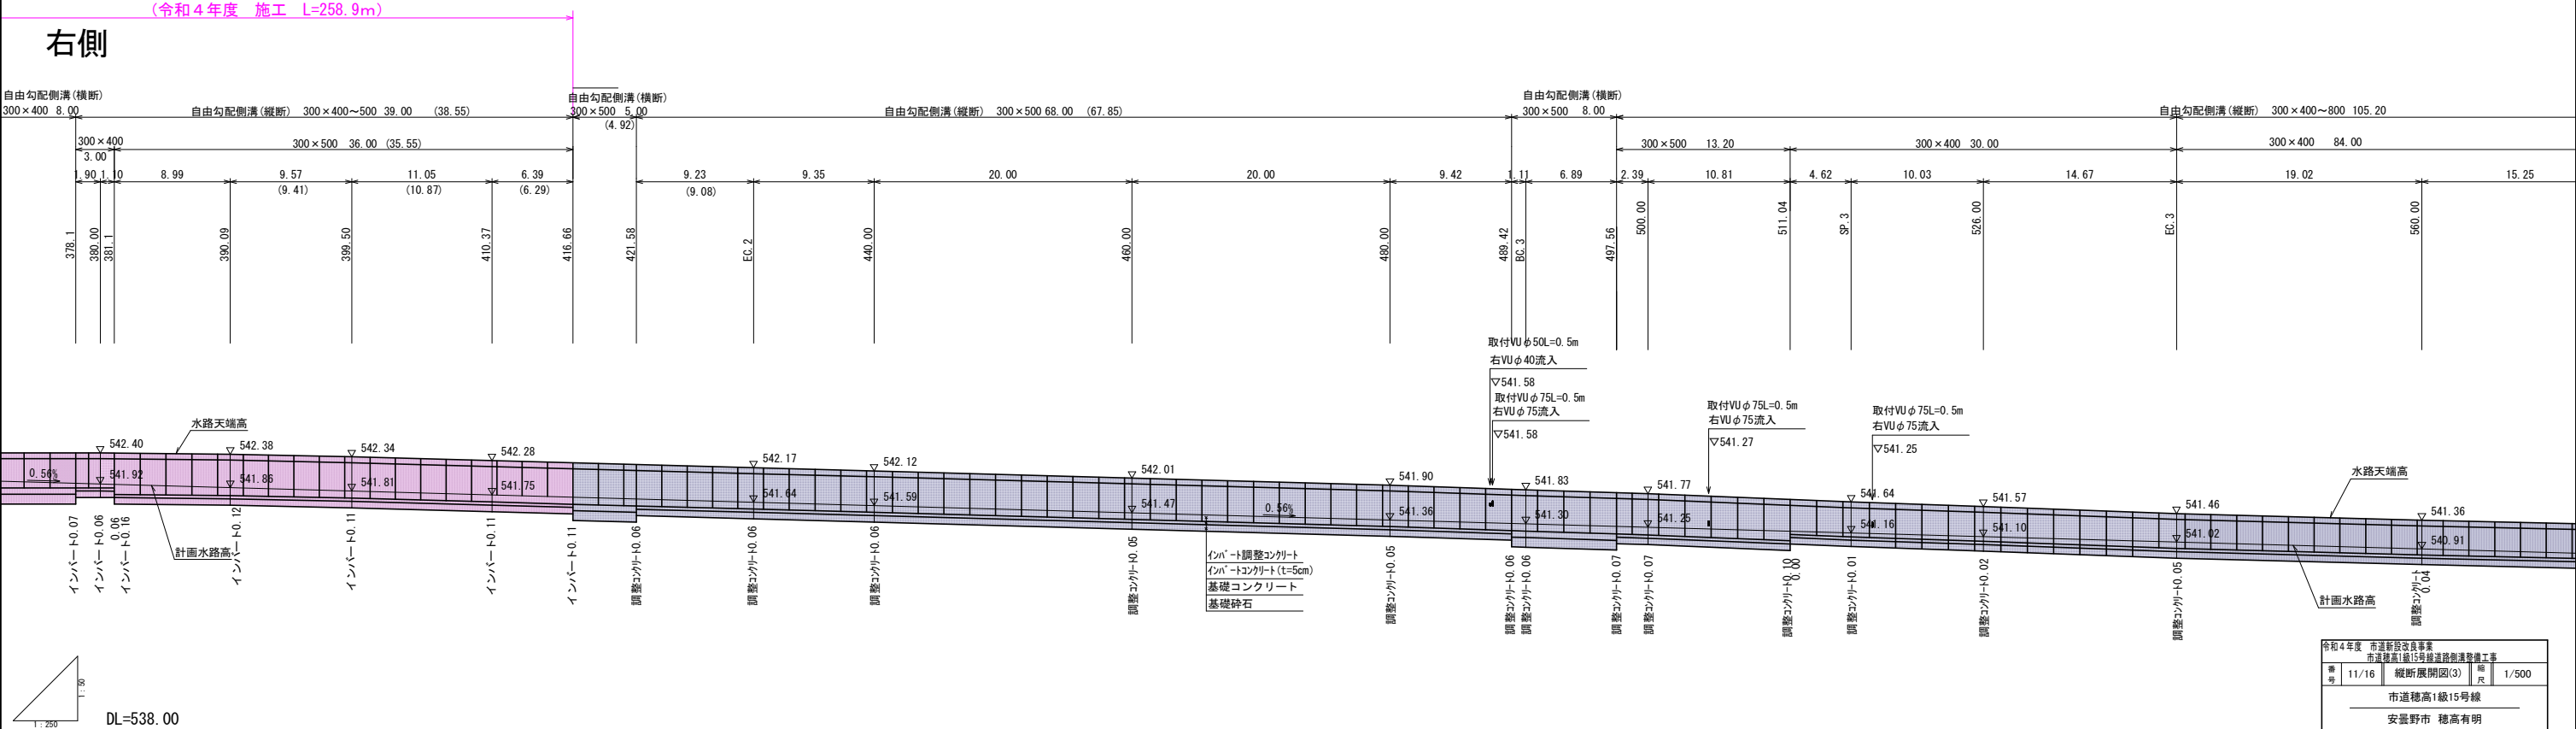 (令和４年度　施工　L=258.9m)
右側
自由勾配側溝(横断)
300×400 8.00
自由勾配側溝(縦断)　300×400～500 39.00　(38.55)
自由勾配側溝(横断)
300×500 5.00
(4.92)
自由勾配側溝(縦断)　300×500 68.00 (67.85)
自由勾配側溝(横断)
300×500 8.00
自由勾配側溝(縦断)　300×400～800 105.20
300×400
3.00
300×500 36.00 (35.55)
300×500 13.20
300×400 30.00
300×400 84.00
1.90 1.10 8.99 9.57 11.05 6.39 9.23 9.35 20.00 20.00 9.42 1.11 6.89 2.39 10.81 4.62 10.03 14.67 19.02 15.25
(9.41) (10.87) (6.29) (9.08)
378.1 380.00 381.1 390.09 399.50 410.37 416.66 421.58 EC.2 440.00 460.00 480.00 489.42 BC.3 497.56 500.00 511.04 SP.3 526.00 EC.3 560.00
取付VUφ50L=0.5m
右VUφ40流入
▽541.58
取付VUφ75L=0.5m
右VUφ75流入
▽541.58
取付VUφ75L=0.5m
右VUφ75流入
▽541.27
取付VUφ75L=0.5m
右VUφ75流入
▽541.25
水路天端高
水路天端高
542.40 542.38 542.34 542.28 542.17 542.12 542.01 541.90 541.83 541.77 541.64 541.57 541.46 541.36
0.56%
0.56%
541.92 541.86 541.81 541.75 541.64 541.59 541.47 541.36 541.30 541.25 541.16 541.10 541.02 540.91
計画水路高
計画水路高
インバート0.07
インバート0.06
0.06
インバート0.16
インバート0.12
インバート0.11
インバート0.11
インバート0.11
調整コンクリート0.06
調整コンクリート0.06
調整コンクリート0.06
調整コンクリート0.05
調整コンクリート0.05
調整コンクリート0.06
調整コンクリート0.06
調整コンクリート0.07
調整コンクリート0.07
調整コンクリート0.10
0.00
調整コンクリート0.01
調整コンクリート0.02
調整コンクリート0.05
調整コンクリート
0.04
インバート調整コンクリート
インバートコンクリート(t=5cm)
基礎コンクリート
基礎砕石
1:50
1:250
DL=538.00
令和４年度　市道新設改良事業
市道穂高1級15号線道路側溝整備工事
番号 11/16 縦断展開図(3) 縮尺 1/500
市道穂高1級15号線
安曇野市 穂高有明